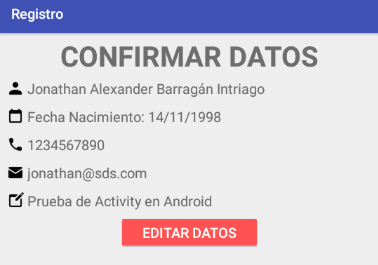 Registro
CONFIRMAR DATOS
Jonathan Alexander Barragán Intriago
Fecha Nacimiento: 14/11/1998
1234567890
jonathan@sds.com
Prueba de Activity en Android
EDITAR DATOS